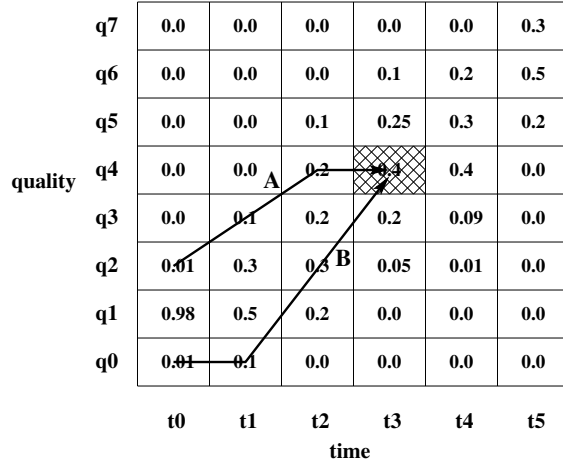 q7 0.0 0.0 0.0 0.0 0.0 0.3
q6 0.0 0.0 0.0 0.1 0.2 0.5
q5 0.0 0.0 0.1 0.25 0.3 0.2
quality q4 0.0 0.0 A 0.2 0.4 0.4 0.0
q3 0.0 0.1 0.2 0.2 0.09 0.0
q2 0.01 0.3 0.3 B 0.05 0.01 0.0
q1 0.98 0.5 0.2 0.0 0.0 0.0
q0 0.01 0.1 0.0 0.0 0.0 0.0
t0 t1 t2 t3 t4 t5
time